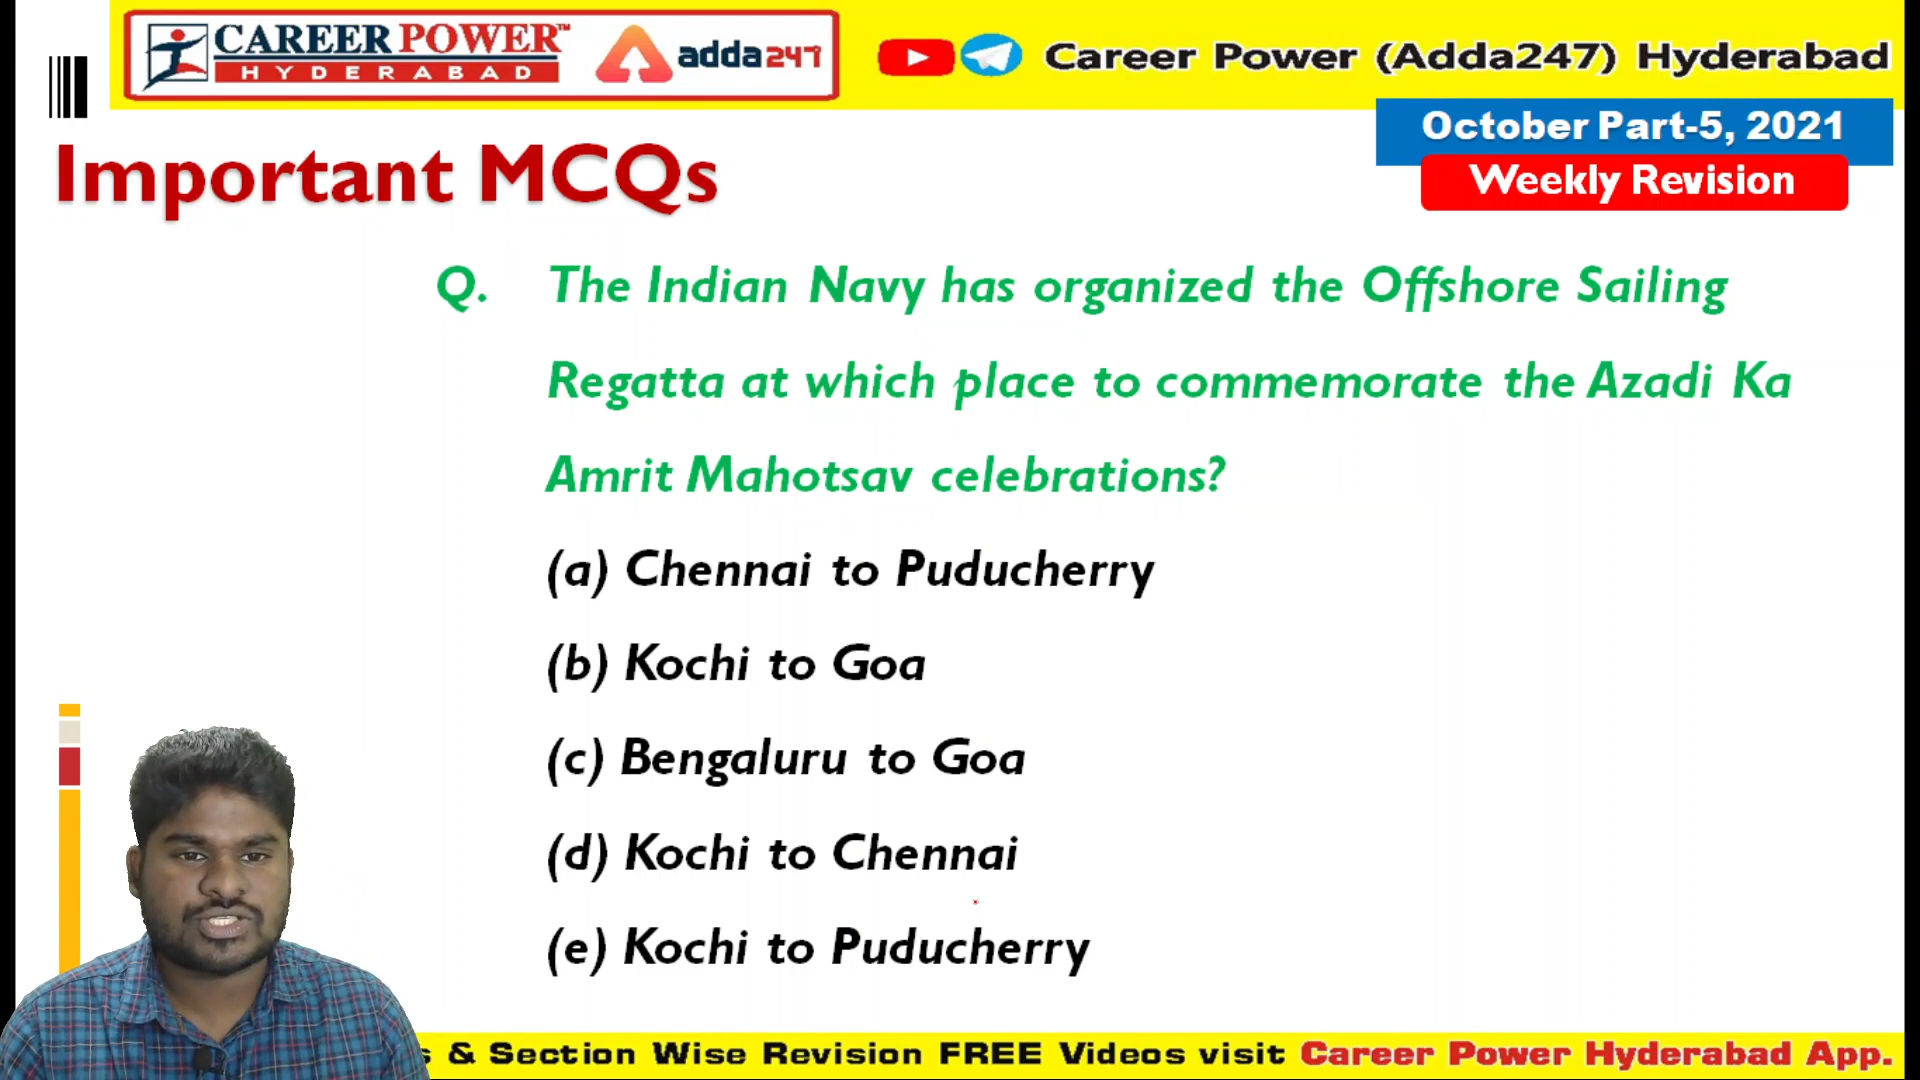 CAREER POWER™
HYDERABAD
adda247
Career Power (Adda247) Hyderabad
October Part-5, 2021
Weekly Revision
Important MCQs
Q. The Indian Navy has organized the Offshore Sailing
Regatta at which place to commemorate the Azadi Ka
Amrit Mahotsav celebrations?
(a) Chennai to Puducherry
(b) Kochi to Goa
(c) Bengaluru to Goa
(d) Kochi to Chennai
(e) Kochi to Puducherry
& Section Wise Revision FREE Videos visit Career Power Hyderabad App.